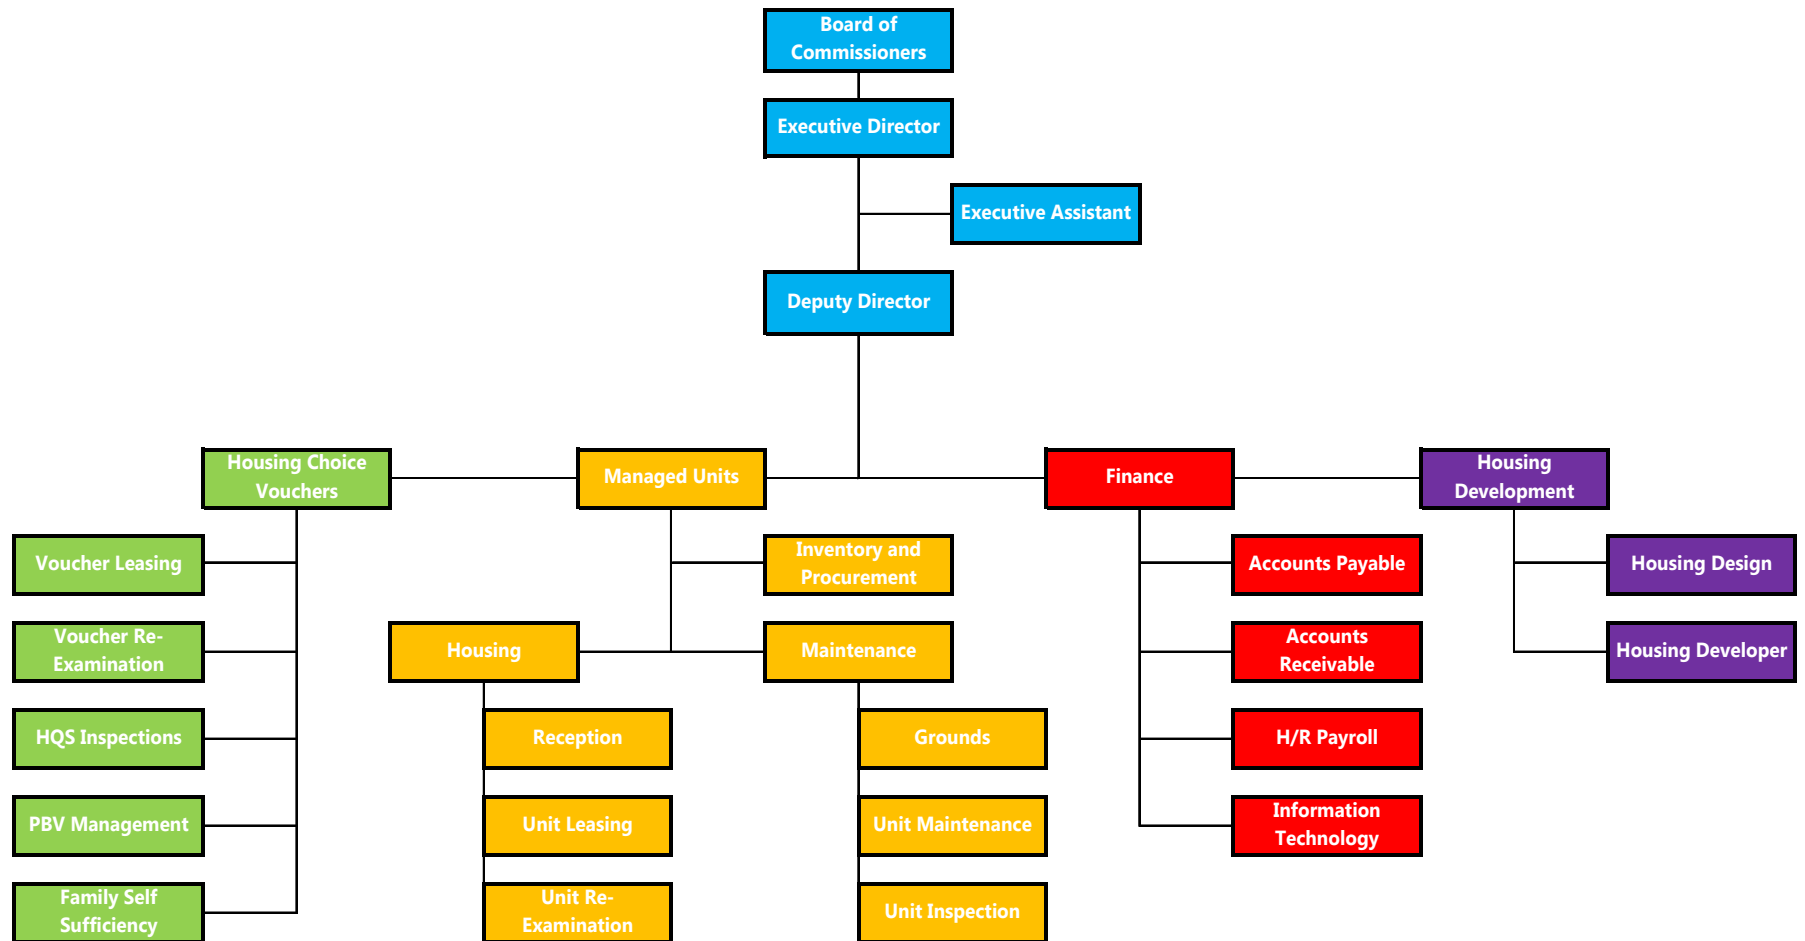 Board of
Commissioners
Executive Director
Executive Assistant
Deputy Director
Housing Choice
Vouchers
Managed Units
Finance
Housing
Development
Voucher Leasing
Inventory and
Procurement
Accounts Payable
Housing Design
Voucher Re-
Examination
Housing
Maintenance
Accounts
Receivable
Housing Developer
HQS Inspections
Reception
Grounds
H/R Payroll
PBV Management
Unit Leasing
Unit Maintenance
Information
Technology
Family Self
Sufficiency
Unit Re-
Examination
Unit Inspection